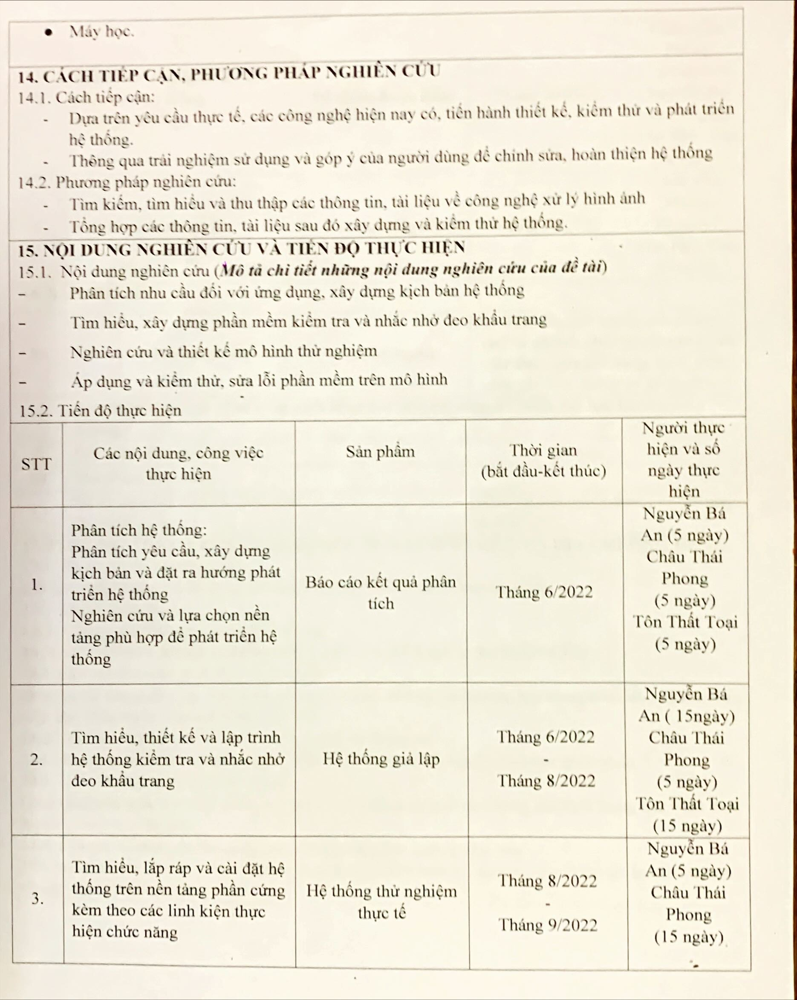 • Máy học.
14. CÁCH TIẾP CẬN, PHƯƠNG PHÁP NGHIÊN CỨU
14.1. Cách tiếp cận:
- Dựa trên yêu cầu thực tế, các công nghệ hiện nay có, tiến hành thiết kế, kiểm thử và phát triển
hệ thống.
- Thông qua trải nghiệm sử dụng và góp ý của người dùng để chỉnh sửa, hoàn thiện hệ thống
14.2. Phương pháp nghiên cứu:
- Tìm kiếm, tìm hiểu và thu thập các thông tin, tài liệu về công nghệ xử lý hình ảnh
- Tổng hợp các thông tin, tài liệu sau đó xây dựng và kiểm thử hệ thống.
15. NỘI DUNG NGHIÊN CỨU VÀ TIẾN ĐỘ THỰC HIỆN
15.1. Nội dung nghiên cứu (Mô tả chi tiết những nội dung nghiên cứu của đề tài)
– Phân tích nhu cầu đối với ứng dụng, xây dựng kịch bản hệ thống
– Tìm hiểu, xây dựng phần mềm kiểm tra và nhắc nhở đeo khẩu trang
– Nghiên cứu và thiết kế mô hình thử nghiệm
– Áp dụng và kiểm thử, sửa lỗi phần mềm trên mô hình
15.2. Tiến độ thực hiện
STT
Các nội dung, công việc
thực hiện
Sản phẩm
Thời gian
(bắt đầu-kết thúc)
Người thực
hiện và số
ngày thực
hiện
1.
Phân tích hệ thống:
Phân tích yêu cầu, xây dựng
kịch bản và đặt ra hướng phát
triển hệ thống
Nghiên cứu và lựa chọn nền
tảng phù hợp để phát triển hệ
thống
Báo cáo kết quả phân
tích
Tháng 6/2022
Nguyễn Bá
An (5 ngày)
Châu Thái
Phong
(5 ngày)
Tôn Thất Toại
(5 ngày)
2.
Tìm hiểu, thiết kế và lập trình
hệ thống kiểm tra và nhắc nhở
đeo khẩu trang
Hệ thống giả lập
Tháng 6/2022
-
Tháng 8/2022
Nguyễn Bá
An ( 15ngày)
Châu Thái
Phong
(5 ngày)
Tôn Thất Toại
(15 ngày)
3.
Tìm hiểu, lắp ráp và cài đặt hệ
thống trên nền tảng phần cứng
kèm theo các linh kiện thực
hiện chức năng
Hệ thống thử nghiệm
thực tế
Tháng 8/2022
-
Tháng 9/2022
Nguyễn Bá
An (5 ngày)
Châu Thái
Phong
(15 ngày)